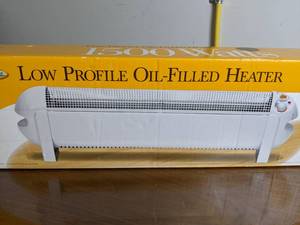 1500 Watts
LOW PROFILE OIL-FILLED HEATER